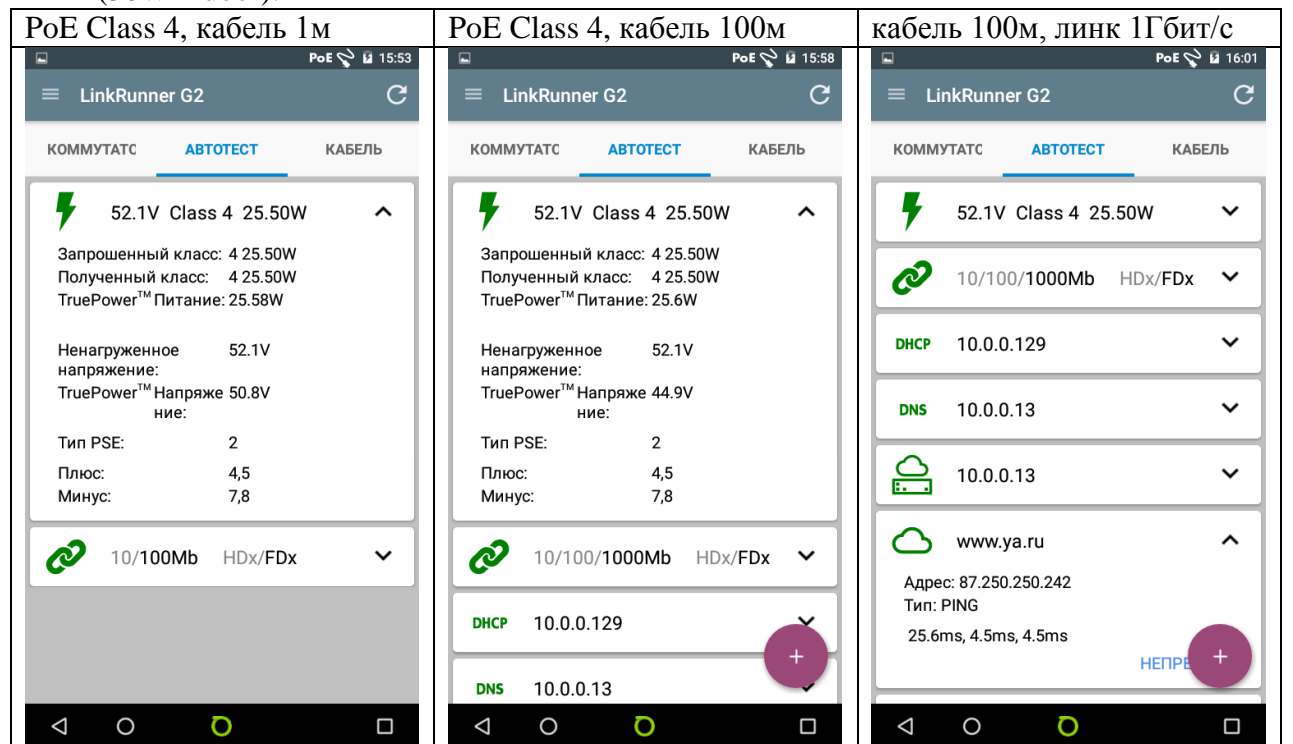 PoE Class 4, кабель 1м
PoE 15:53
LinkRunner G2
КОММУТАТС АВТОТЕСТ КАБЕЛЬ
52.1V Class 4 25.50W
Запрошенный класс: 4 25.50W
Полученный класс: 4 25.50W
TruePower™ Питание: 25.58W
Ненагруженное 52.1V
напряжение:
TruePower™ Напряже 50.8V
ние:
Тип PSE: 2
Плюс: 4,5
Минус: 7,8
10/100Mb HDx/FDx
PoE Class 4, кабель 100м
PoE 15:58
LinkRunner G2
КОММУТАТС АВТОТЕСТ КАБЕЛЬ
52.1V Class 4 25.50W
Запрошенный класс: 4 25.50W
Полученный класс: 4 25.50W
TruePower™ Питание: 25.6W
Ненагруженное 52.1V
напряжение:
TruePower™ Напряже 44.9V
ние:
Тип PSE: 2
Плюс: 4,5
Минус: 7,8
10/100/1000Mb HDx/FDx
DHCP 10.0.0.129
DNS 10.0.0.13
кабель 100м, линк 1Гбит/с
PoE 16:01
LinkRunner G2
КОММУТАТС АВТОТЕСТ КАБЕЛЬ
52.1V Class 4 25.50W
10/100/1000Mb HDx/FDx
DHCP 10.0.0.129
DNS 10.0.0.13
10.0.0.13
www.ya.ru
Адрес: 87.250.250.242
Тип: PING
25.6ms, 4.5ms, 4.5ms